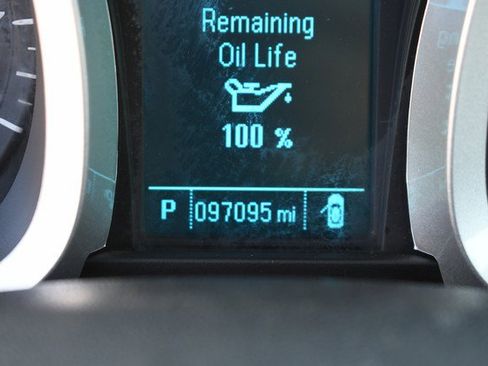 Remaining
Oil Life
100 %
P 097095 mi